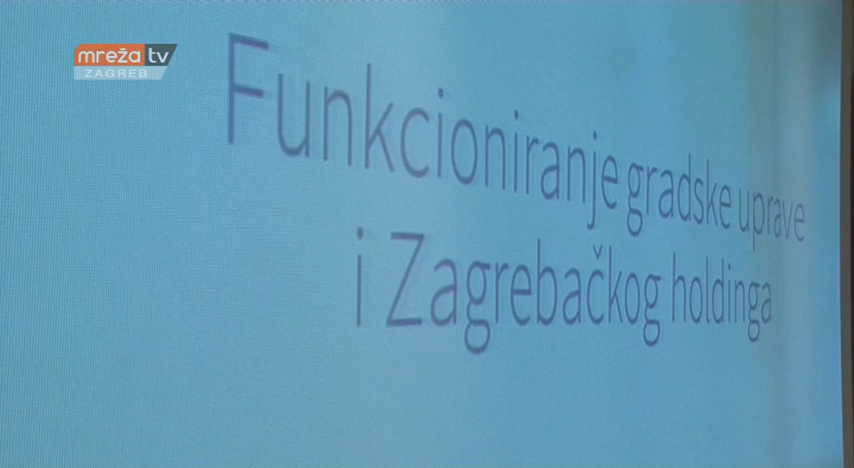 mreža tv
ZAGREB
Funkcioniranje gradske uprave
i Zagrebačkog holdinga